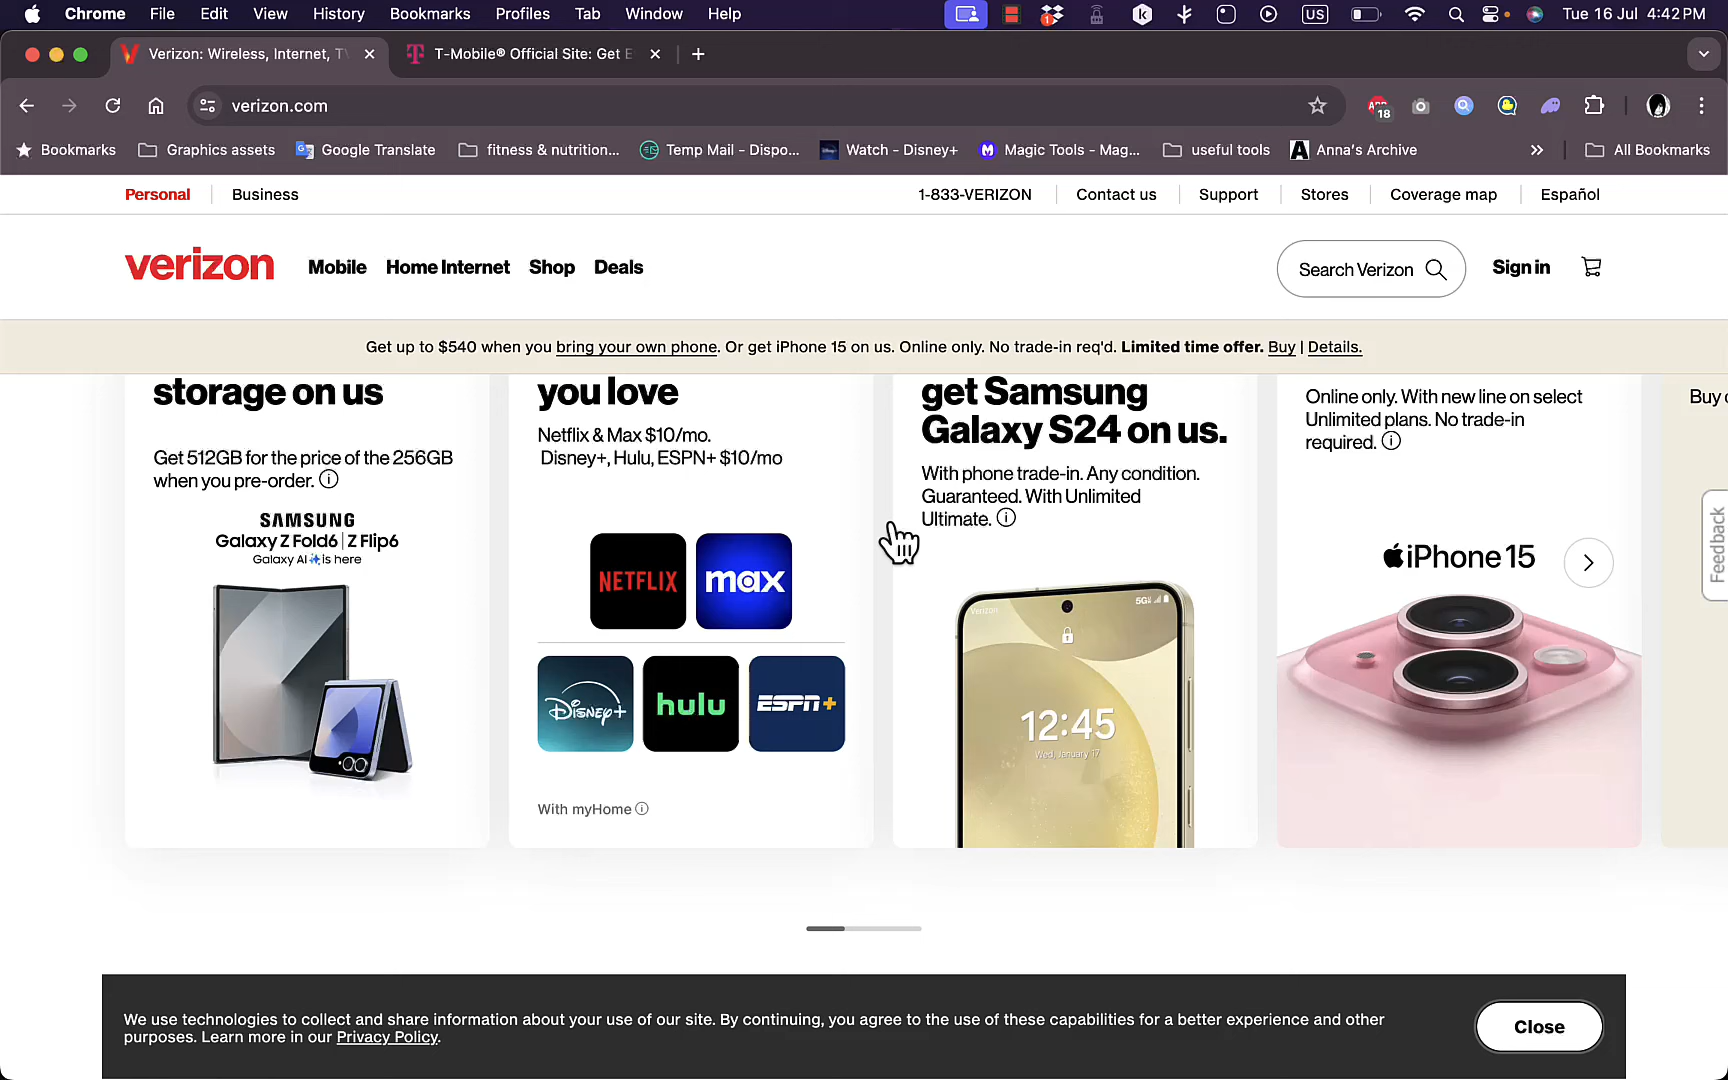 Chrome File Edit View History Bookmarks Profiles Tab Window Help
1 US Tue 16 Jul 4:42 PM
Verizon: Wireless, Internet, T
T-Mobile® Official Site: Get E
verizon.com
18
Bookmarks Graphics assets Google Translate fitness & nutrition... Temp Mail - Dispo... Watch - Disney+ Magic Tools - Mag... useful tools Anna's Archive » All Bookmarks
Personal Business 1-833-VERIZON Contact us Support Stores Coverage map Español
verizon Mobile Home Internet Shop Deals Search Verizon Sign in
Get up to $540 when you bring your own phone. Or get iPhone 15 on us. Online only. No trade-in req'd. Limited time offer. Buy | Details.
storage on us
Get 512GB for the price of the 256GB
when you pre-order.
SAMSUNG
Galaxy Z Fold6 | Z Flip6
Galaxy AI is here
you love
Netflix & Max $10/mo.
Disney+, Hulu, ESPN+ $10/mo
NETFLIX
max
Disney+
hulu
ESPN+
With myHome
get Samsung
Galaxy S24 on us.
With phone trade-in. Any condition.
Guaranteed. With Unlimited
Ultimate.
Verizon 5G
12:45
Wed, January 17
Online only. With new line on select
Unlimited plans. No trade-in
required.
iPhone 15
Buy
Feedback
We use technologies to collect and share information about your use of our site. By continuing, you agree to the use of these capabilities for a better experience and other
purposes. Learn more in our Privacy Policy.
Close